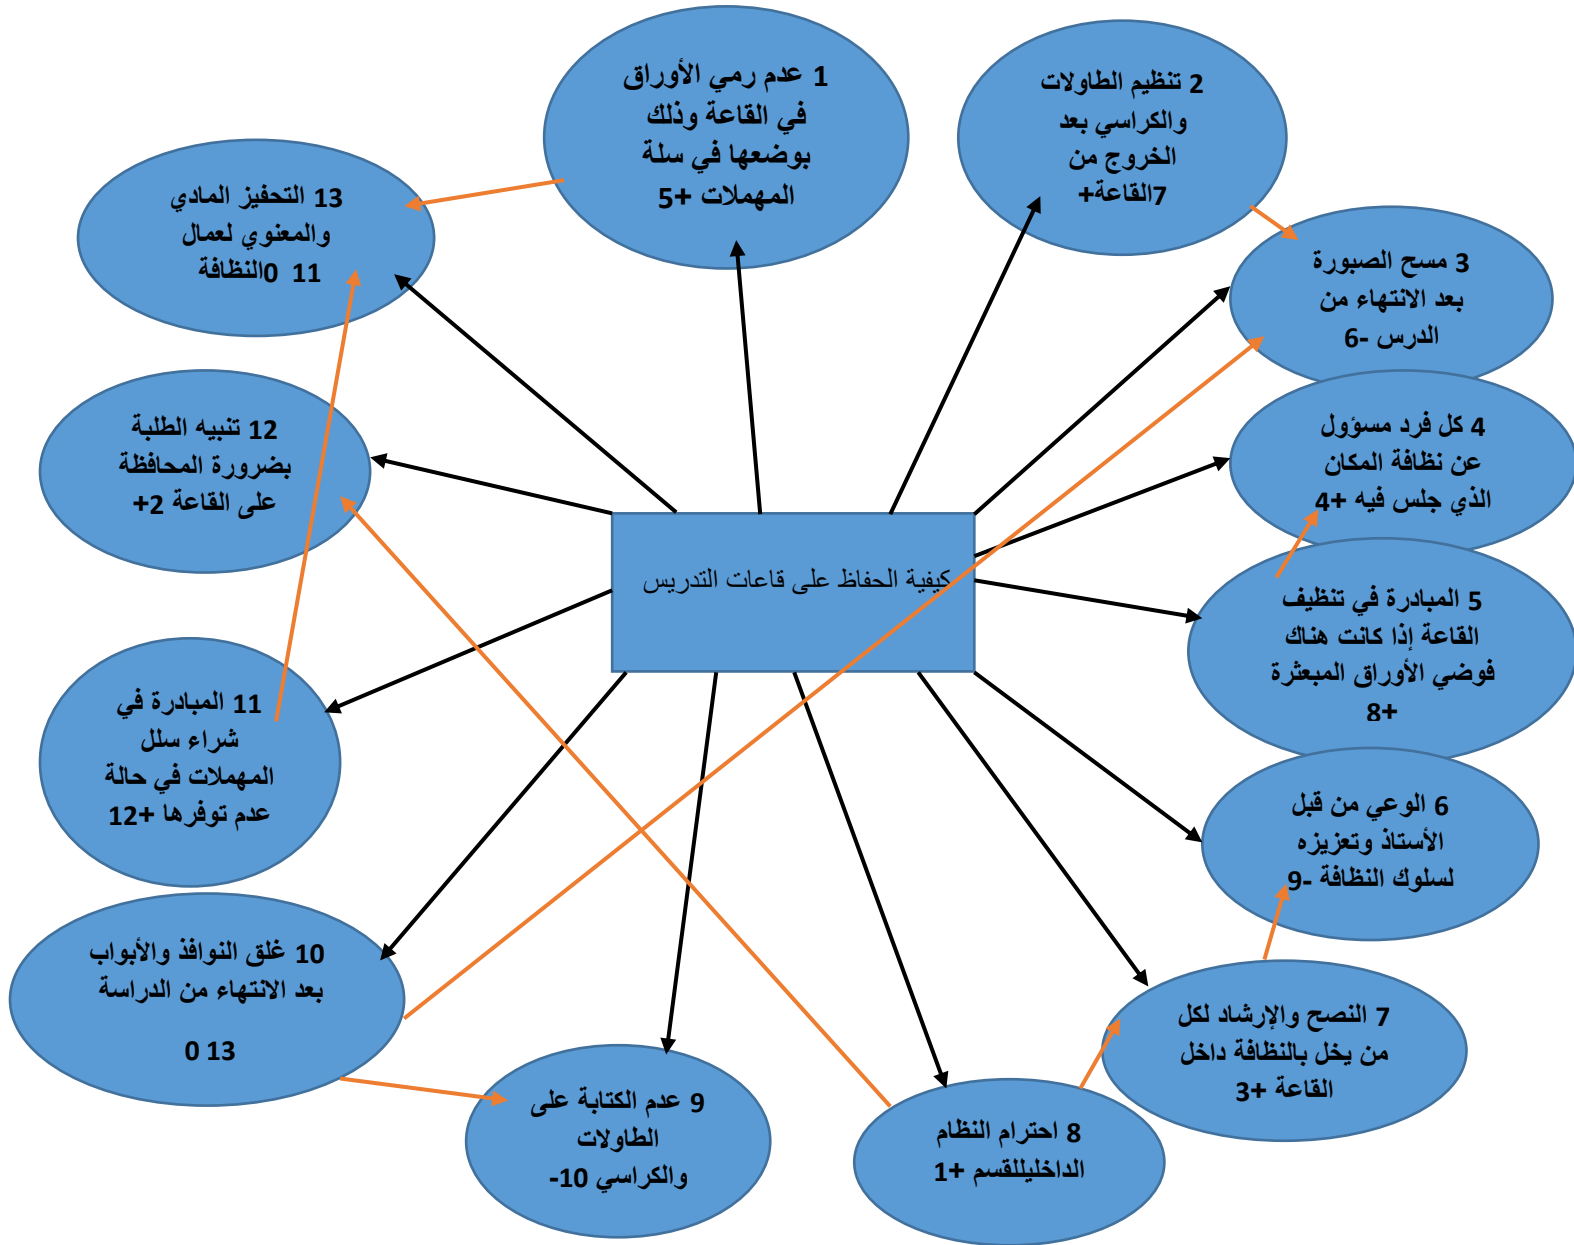 كيفية الحفاظ على قاعات التدريس
1 عدم رمي الأوراق
في القاعة وذلك
بوضعها في سلة
المهملات +5
2 تنظيم الطاولات
والكراسي بعد
الخروج من
القاعة+7
3 مسح الصبورة
بعد الانتهاء من
الدرس -6
4 كل فرد مسؤول
عن نظافة المكان
الذي جلس فيه +4
5 المبادرة في تنظيف
القاعة إذا كانت هناك
فوضي الأوراق المبعثرة
+8
6 الوعي من قبل
الأستاذ وتعزيزه
لسلوك النظافة -9
7 النصح والإرشاد لكل
من يخل بالنظافة داخل
القاعة +3
8 احترام النظام
الداخليللقسم +1
9 عدم الكتابة على
الطاولات
والكراسي 10-
10 غلق النوافذ والأبواب
بعد الانتهاء من الدراسة
13 0
11 المبادرة في
شراء سلل
المهملات في حالة
عدم توفرها +12
12 تنبيه الطلبة
بضرورة المحافظة
على القاعة 2+
13 التحفيز المادي
والمعنوي لعمال
النظافة0 11